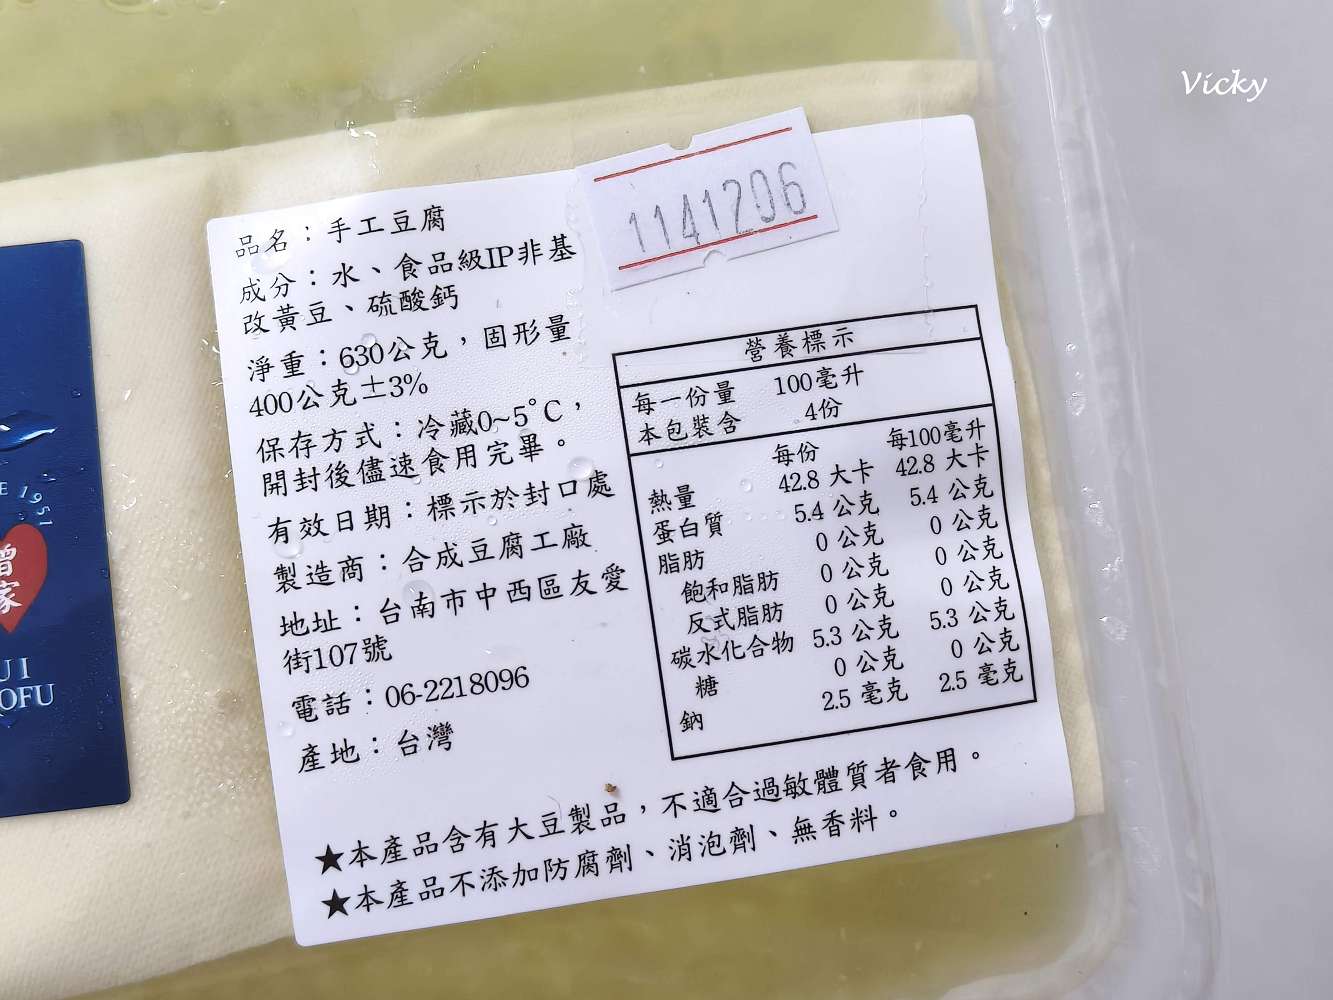 Vicky
1141206
品名：手工豆腐
成分：水、食品級IP非基
改黃豆、硫酸鈣
淨重：630公克，固形量
400公克±3%
保存方式：冷藏0~5°C，
開封後儘速食用完畢。
有效日期：標示於封口處
製造商：合成豆腐工廠
地址：台南市中西區友愛
街107號
電話：06-2218096
產地：台灣
營養標示
每一份量 100毫升
本包裝含 4份
每份 每100毫升
熱量 42.8 大卡 42.8 大卡
蛋白質 5.4 公克 5.4 公克
脂肪 0 公克 0 公克
飽和脂肪 0 公克 0 公克
反式脂肪 0 公克 0 公克
碳水化合物 5.3 公克 5.3 公克
糖 0 公克 0 公克
鈉 2.5 毫克 2.5 毫克
★本產品含有大豆製品，不適合過敏體質者食用。
★本產品不添加防腐劑、消泡劑、無香料。
E 1951
曾
家
UI
OFU